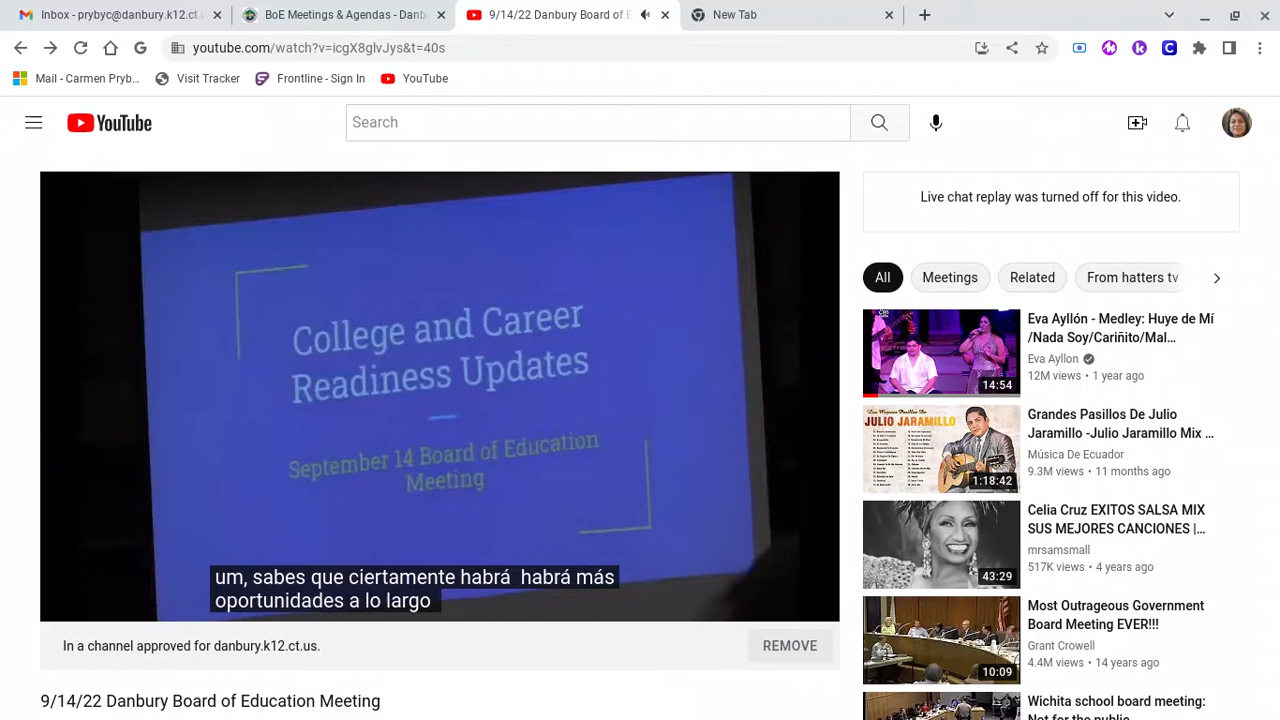 Inbox - prybyc@danbury.k12.ct.u
BoE Meetings & Agendas - Danb
9/14/22 Danbury Board of E
New Tab
youtube.com/watch?v=icgX8glvJys&t=40s
Mail - Carmen Pryb...
Visit Tracker
Frontline - Sign In
YouTube
YouTube
Search
College and Career
Readiness Updates
September 14 Board of Education
Meeting
um, sabes que ciertamente habrá habrá más
oportunidades a lo largo
In a channel approved for danbury.k12.ct.us.
REMOVE
9/14/22 Danbury Board of Education Meeting
Live chat replay was turned off for this video.
All
Meetings
Related
From hatters tv
14:54
Eva Ayllón - Medley: Huye de Mí
/Nada Soy/Cariñito/Mal...
Eva Ayllon
12M views • 1 year ago
JULIO JARAMILLO
1:18:42
Grandes Pasillos De Julio
Jaramillo -Julio Jaramillo Mix ...
Música De Ecuador
9.3M views • 11 months ago
43:29
Celia Cruz EXITOS SALSA MIX
SUS MEJORES CANCIONES |...
mrsamsmall
517K views • 4 years ago
10:09
Most Outrageous Government
Board Meeting EVER!!!
Grant Crowell
4.4M views • 14 years ago
Wichita school board meeting:
Not for the public